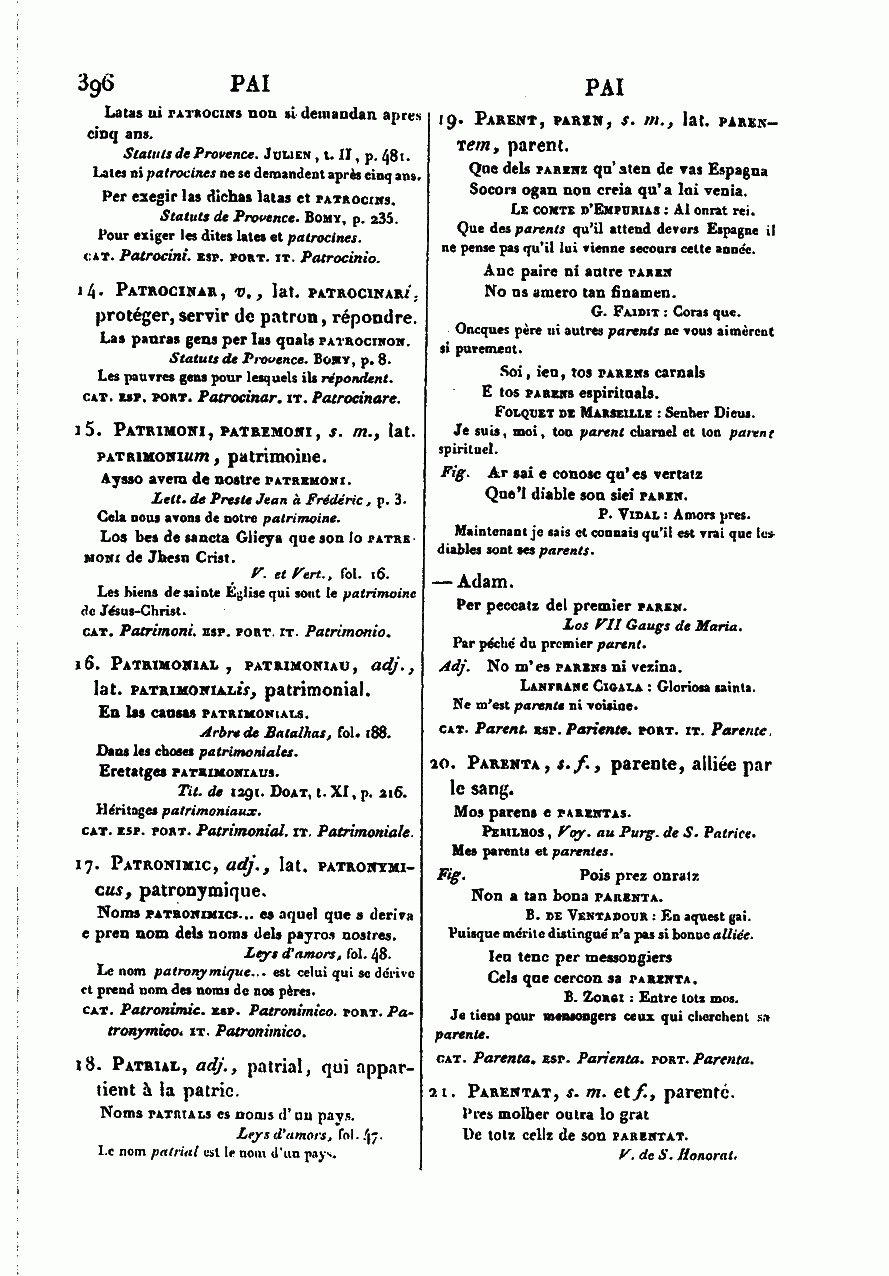 396 PAI
Latas ni PATROCINS non si demandan apres
cinq ans.
Statuts de Provence. JULIEN, t. II, p. 481.
Lates ni patrocines ne se demandent après cinq ans.
Per exegir las dichas latas et PATROCINS.
Statuts de Provence. BOMY, p. 235.
Pour exiger les dites lates et patrocines.
CAT. Patrocini. ESP. PORT. IT. Patrocinio.
14. PATROCINAR, v., lat. PATROCINARI,
protéger, servir de patron, répondre.
Las pauras gens per las quals PATROCINON.
Statuts de Provence. BOMY, p. 8.
Les pauvres gens pour lesquels ils répondent.
CAT. ESP. PORT. Patrocinar. IT. Patrocinare.
15. PATRIMONI, PATREMONI, s. m., lat.
PATRIMONIUM, patrimoine.
Aysso avem de nostre PATREMONI.
Lett. de Preste Jean à Frédéric, p. 3.
Cela nous avons de notre patrimoine.
Los bes de sancta Glieya que son lo PATRE-
MONI de Jhesu Crist.
V. et Vert., fol. 16.
Les biens de sainte Église qui sont le patrimoine
de Jésus-Christ.
CAT. Patrimoni. ESP. PORT. IT. Patrimonio.
16. PATRIMONIAL, PATRIMONIAU, adj.,
lat. PATRIMONIALis, patrimonial.
En las causas PATRIMONIALS.
Arbre de Batalhas, fol. 188.
Dans les choses patrimoniales.
Eretatges PATRIMONIAUS.
Tit. de 1291. DOAT, t. XI, p. 216.
Héritages patrimoniaux.
CAT. ESP. PORT. Patrimonial. IT. Patrimoniale.
17. PATRONIMIC, adj., lat. PATRONYMI-
cus, patronymique.
Noms PATRONIMICS... es aquel que s deriva
e pren nom dels noms dels payros nostres.
Leys d'amors, fol. 48.
Le nom patronymique... est celui qui se dérive
et prend nom des noms de nos pères.
CAT. Patronimic. ESP. Patronimico. PORT. Pa-
tronymico. IT. Patronimico.
18. PATRIAL, adj., patrial, qui appar-
tient à la patrie.
Noms PATRIALS es noms d'un pays.
Leys d'amors, fol. 47.
Le nom patrial est le nom d'un pays.
PAI
19. PARENT, PAREN, s. m., lat. PAREN-
Tem, parent.
Que dels PARENZ qu'aten de vas Espagna
Socors ogan non creia qu'a lui venia.
LE COMTE D'EMPURIAS : Al onrat rei.
Que des parents qu'il attend devers Espagne il
ne pense pas qu'il lui vienne secours cette année.
Anc paire ni autre PAREN
No us amero tan finamen.
G. FAIDIT : Coras que.
Oncques père ni autres parents ne vous aimèrent
si purement.
Soi, ieu, tos PARENS carnals
E tos PARENS espirituals.
FOLQUET DE MARSEILLE : Senher Dieus.
Je suis, moi, ton parent charnel et ton parent
spirituel.
Fig. Ar sai e conosc qu'es vertatz
Que'l diable son siei PAREN.
P. VIDAL : Amors pres.
Maintenant je sais et connais qu'il est vrai que les
diables sont ses parents.
— Adam.
Per peccatz del premier PAREN.
Los VII Gaugs de Maria.
Par péché du premier parent.
Adj. No m'es PARENS ni vezina.
LANFRANC CIGALA : Gloriosa sainta.
Ne m'est parente ni voisine.
CAT. Parent. ESP. Pariente. PORT. IT. Parente.
20. PARENTA, s. f., parente, alliée par
le sang.
Mos parens e PARENTAS.
PERILHOS, Voy. au Purg. de S. Patrice.
Mes parents et parentes.
Fig. Pois prez onratz
Non a tan bona PARENTA.
B. DE VENTADOUR : En aquest gai.
Puisque mérite distingué n'a pas si bonne alliée.
Ieu tenc per messongiers
Cels que cercon sa PARENTA.
B. ZORGI : Entre totz mos.
Je tiens pour mensongers ceux qui cherchent sa
parente.
CAT. Parenta. ESP. Parienta. PORT. Parenta.
21. PARENTAT, s. m. et f., parenté.
Pres molher outra lo grat
De totz cellz de son PARENTAT.
V. de S. Honorat.